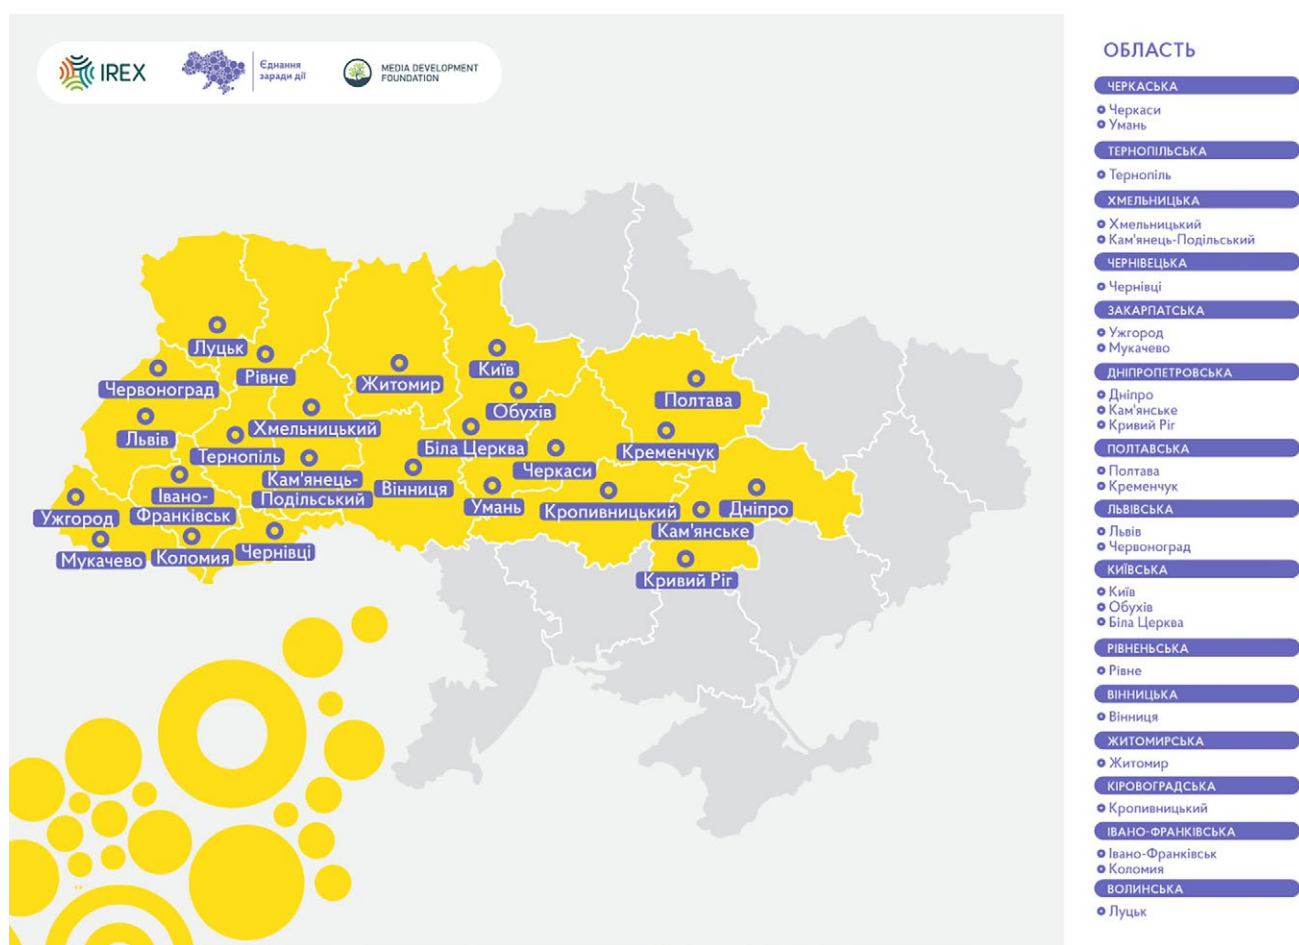 IREX
Єднання
заради дії
MEDIA DEVELOPMENT
FOUNDATION
Луцьк
Рівне
Червоноград
Житомир
Київ
Обухів
Полтава
Львів
Хмельницький
Тернопіль
Біла Церква
Черкаси
Кременчук
Кам'янець-
Подільський
Вінниця
Івано-
Франківськ
Умань
Кропивницький
Дніпро
Кам'янське
Ужгород
Мукачево
Коломия
Чернівці
Кривий Ріг
ОБЛАСТЬ
ЧЕРКАСЬКА
Черкаси
Умань
ТЕРНОПІЛЬСЬКА
Тернопіль
ХМЕЛЬНИЦЬКА
Хмельницький
Кам'янець-Подільський
ЧЕРНІВЕЦЬКА
Чернівці
ЗАКАРПАТСЬКА
Ужгород
Мукачево
ДНІПРОПЕТРОВСЬКА
Дніпро
Кам'янське
Кривий Ріг
ПОЛТАВСЬКА
Полтава
Кременчук
ЛЬВІВСЬКА
Львів
Червоноград
КИЇВСЬКА
Київ
Обухів
Біла Церква
РІВНЕНЬСЬКА
Рівне
ВІННИЦЬКА
Вінниця
ЖИТОМИРСЬКА
Житомир
КІРОВОГРАДСЬКА
Кропивницький
ІВАНО-ФРАНКІВСЬКА
Івано-Франківськ
Коломия
ВОЛИНСЬКА
Луцьк